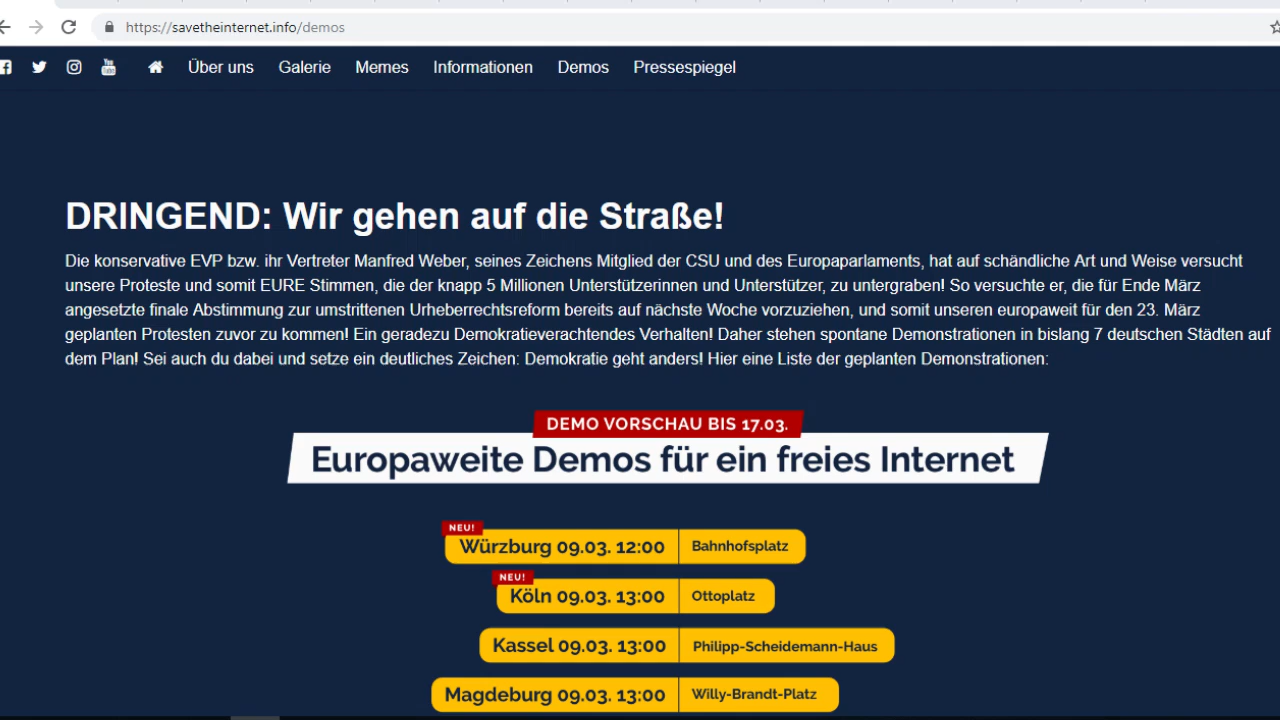 https://savetheinternet.info/demos
Über uns Galerie Memes Informationen Demos Pressespiegel
DRINGEND: Wir gehen auf die Straße!
Die konservative EVP bzw. ihr Vertreter Manfred Weber, seines Zeichens Mitglied der CSU und des Europaparlaments, hat auf schändliche Art und Weise versucht
unsere Proteste und somit EURE Stimmen, die der knapp 5 Millionen Unterstützerinnen und Unterstützer, zu untergraben! So versuchte er, die für Ende März
angesetzte finale Abstimmung zur umstrittenen Urheberrechtsreform bereits auf nächste Woche vorzuziehen, und somit unseren europaweit für den 23. März
geplanten Protesten zuvor zu kommen! Ein geradezu Demokratieverachtendes Verhalten! Daher stehen spontane Demonstrationen in bislang 7 deutschen Städten auf
dem Plan! Sei auch du dabei und setze ein deutliches Zeichen: Demokratie geht anders! Hier eine Liste der geplanten Demonstrationen:
DEMO VORSCHAU BIS 17.03.
Europaweite Demos für ein freies Internet
NEU!
Würzburg 09.03. 12:00 Bahnhofsplatz
NEU!
Köln 09.03. 13:00 Ottoplatz
Kassel 09.03. 13:00 Philipp-Scheidemann-Haus
Magdeburg 09.03. 13:00 Willy-Brandt-Platz